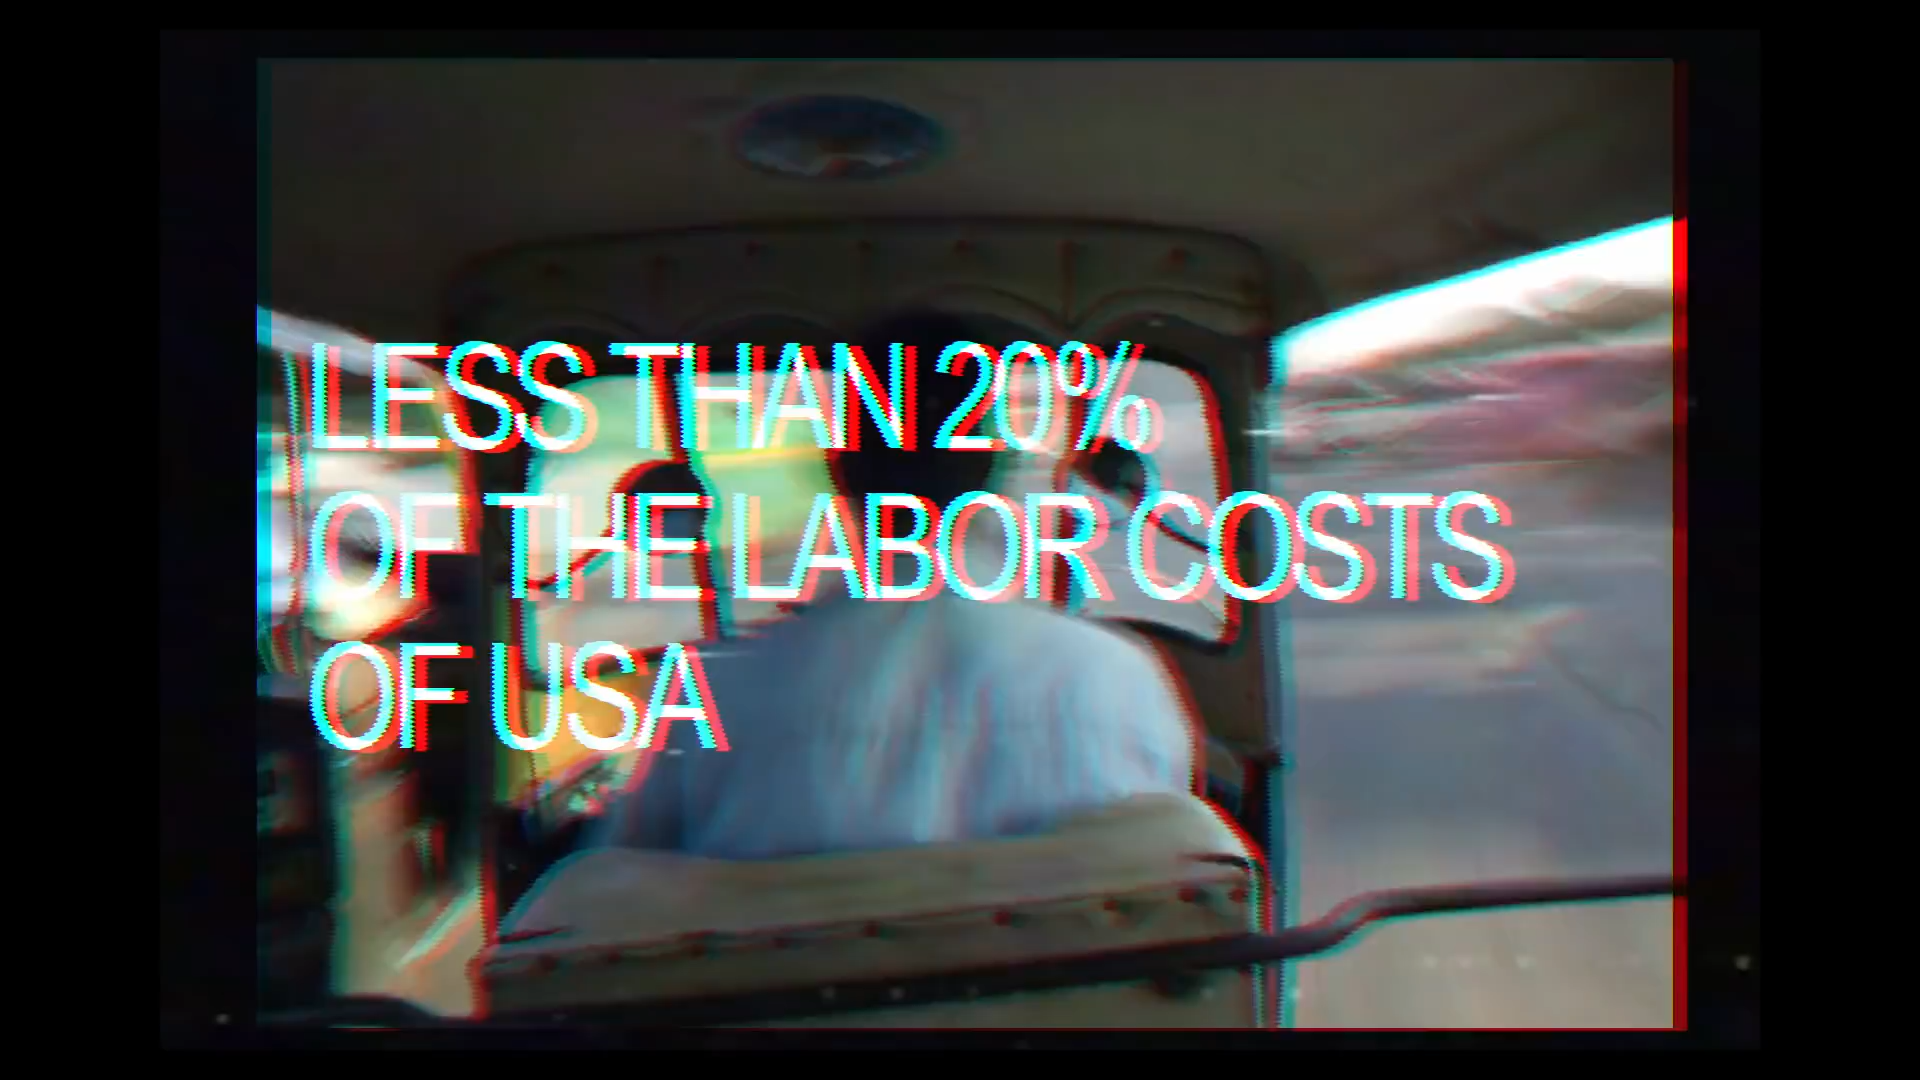 LESS THAN 20%
OF THE LABOR COSTS
OF USA